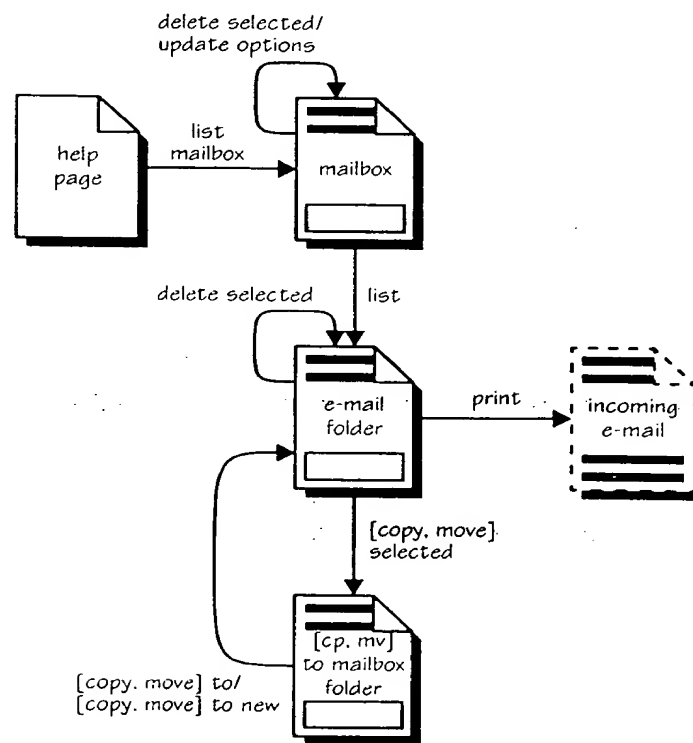 delete selected/
update options
help
page
list
mailbox
mailbox
delete selected
list
e-mail
folder
print
incoming
e-mail
[copy, move]
selected
[cp, mv]
to mailbox
folder
[copy, move] to/
[copy, move] to new